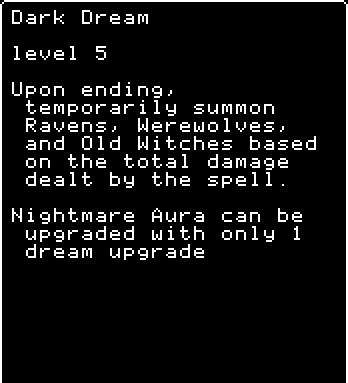 Dark Dream
level 5
Upon ending,
temporarily summon
Ravens, Werewolves,
and Old Witches based
on the total damage
dealt by the spell.
Nightmare Aura can be
upgraded with only 1
dream upgrade